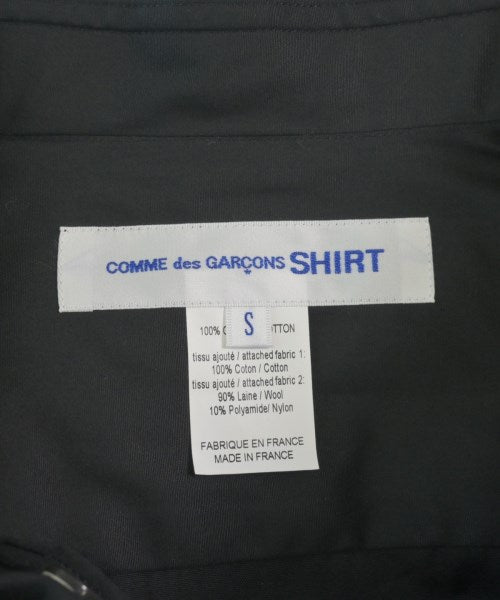 COMME des GARÇONS SHIRT
S
100% C OTTON
tissu ajouté / attached fabric 1:
100% Coton / Cotton
tissu ajouté / attached fabric 2:
90% Laine / Wool
10% Polyamide/ Nylon
FABRIQUE EN FRANCE
MADE IN FRANCE